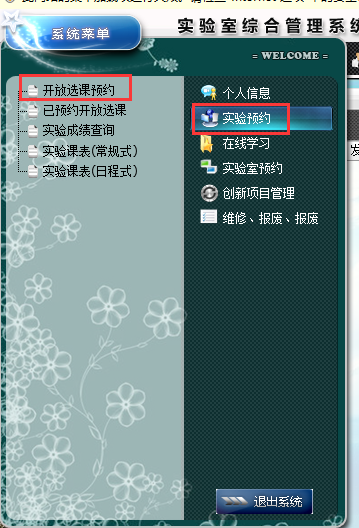 实验室综合管理系
系统菜单
= WELCOME =
开放选课预约
已预约开放选课
实验成绩查询
实验课表(常规式)
实验课表(日程式)
个人信息
实验预约
在线学习
实验室预约
创新项目管理
维修、报废、报废
发
退出系统